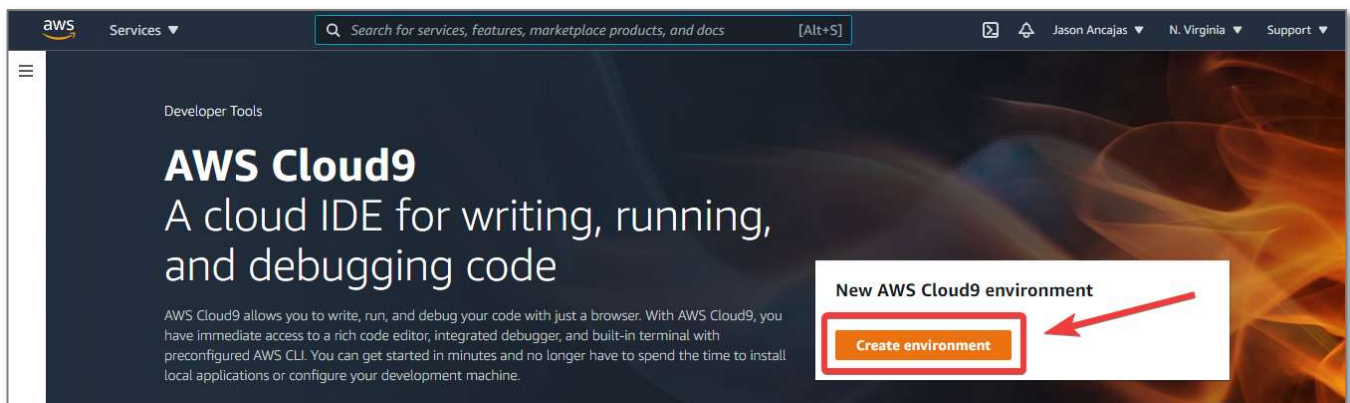 aws Services ▼ Search for services, features, marketplace products, and docs [Alt+S] Jason Ancajas ▼ N. Virginia ▼ Support ▼
Developer Tools
AWS Cloud9
A cloud IDE for writing, running,
and debugging code
New AWS Cloud9 environment
AWS Cloud9 allows you to write, run, and debug your code with just a browser. With AWS Cloud9, you
have immediate access to a rich code editor, integrated debugger, and built-in terminal with
preconfigured AWS CLI. You can get started in minutes and no longer have to spend the time to install
local applications or configure your development machine.
Create environment